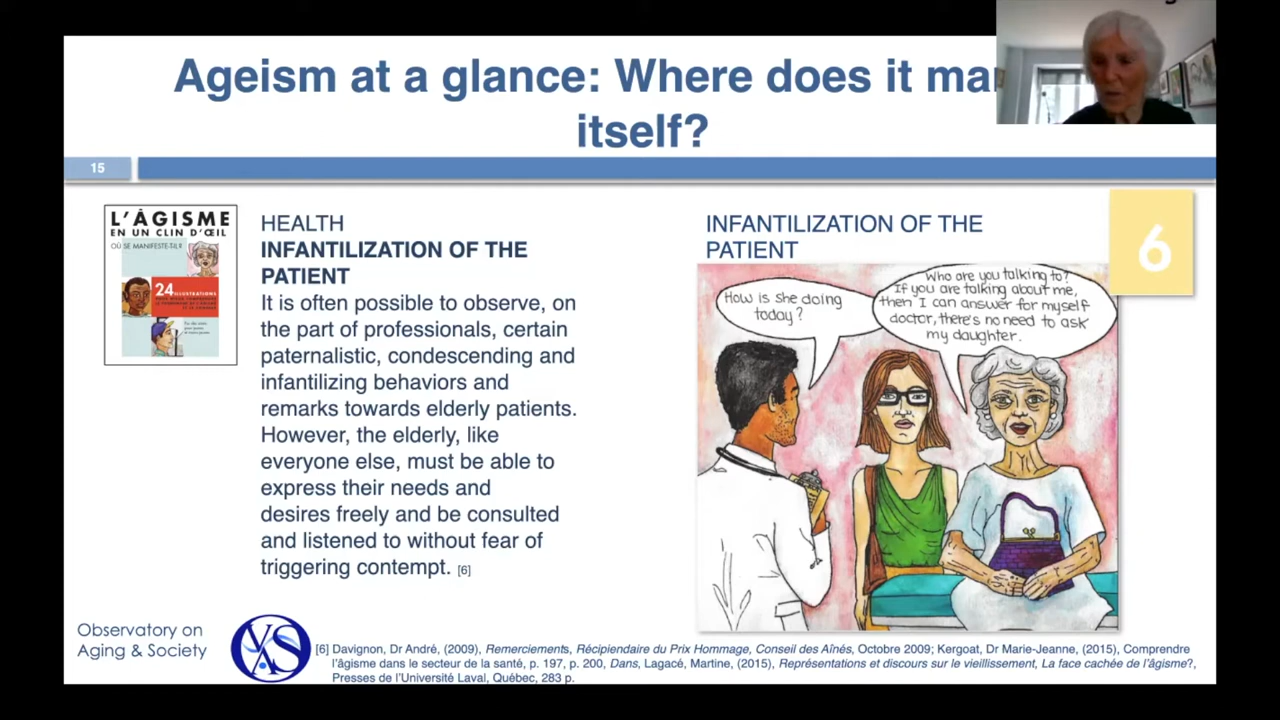 Ageism at a glance: Where does it
itself?
15
L'ÂGISME
EN UN CLIN D'ŒIL
OÙ SE MANIFESTE-T-IL?
24 ILLUSTRATIONS
HEALTH
INFANTILIZATION OF THE
PATIENT
It is often possible to observe, on
the part of professionals, certain
paternalistic, condescending and
infantilizing behaviors and
remarks towards elderly patients.
However, the elderly, like
everyone else, must be able to
express their needs and
desires freely and be consulted
and listened to without fear of
triggering contempt. [6]
INFANTILIZATION OF THE
PATIENT
6
How is she doing
today?
Who are you talking to?
If you are talking about me,
then I can answer for myself
doctor, there's no need to ask
my daughter.
Observatory on
Aging & Society
[6] Davignon, Dr André, (2009), Remerciements, Récipiendaire du Prix Hommage, Conseil des Aînés, Octobre 2009; Kergoat, Dr Marie-Jeanne, (2015), Comprendre
l'âgisme dans le secteur de la santé, p. 197, p. 200, Dans, Lagacé, Martine, (2015), Représentations et discours sur le vieillissement, La face cachée de l'âgisme?,
Presses de l'Université Laval, Québec, 283 p.